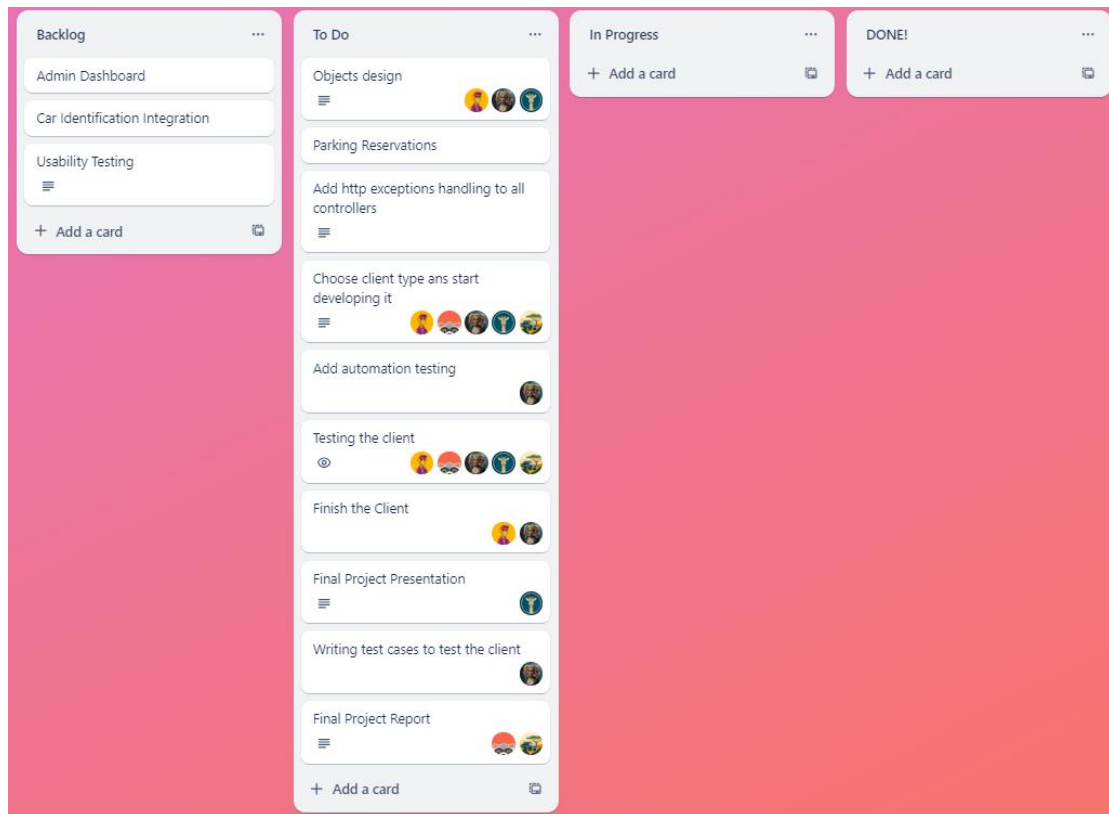 Backlog
Admin Dashboard
Car Identification Integration
Usability Testing
+ Add a card
To Do
Objects design
Parking Reservations
Add http exceptions handling to all
controllers
Choose client type ans start
developing it
Add automation testing
Testing the client
Finish the Client
Final Project Presentation
Writing test cases to test the client
Final Project Report
+ Add a card
In Progress
+ Add a card
DONE!
+ Add a card